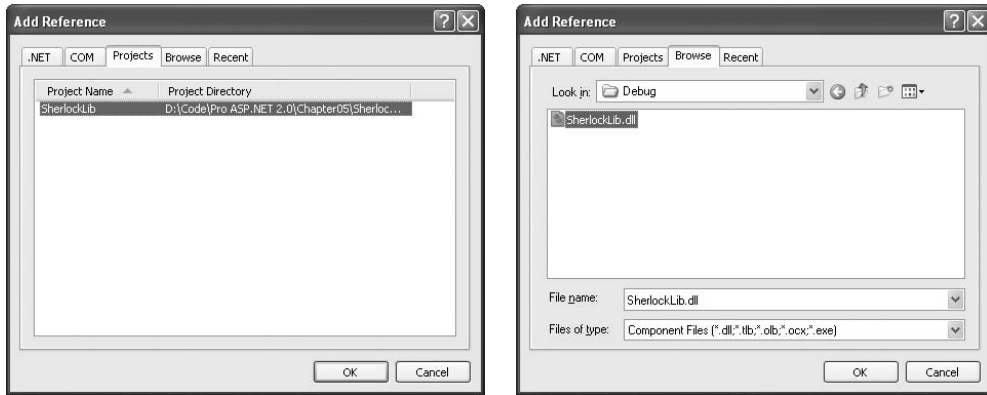 Add Reference
.NET COM Projects Browse Recent
Project Name Project Directory
SherlockLib D:\Code\Pro ASP.NET 2.0\Chapter05\Sherloc...
OK Cancel
Add Reference
.NET COM Projects Browse Recent
Look in: Debug
SherlockLib.dll
File name: SherlockLib.dll
Files of type: Component Files (*.dll;*.tlb;*.olb;*.ocx;*.exe)
OK Cancel